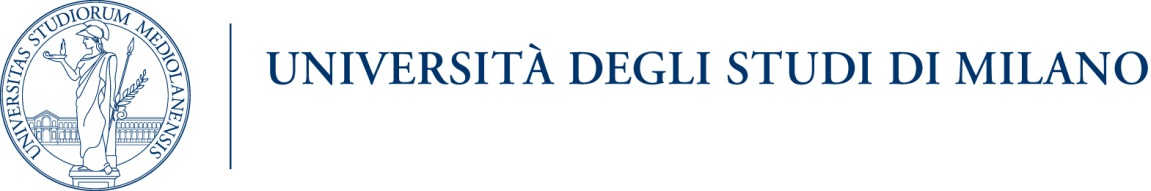 UNIVERSITAS STUDIORUM MEDIOLANENSIS
UNIVERSITÀ DEGLI STUDI DI MILANO